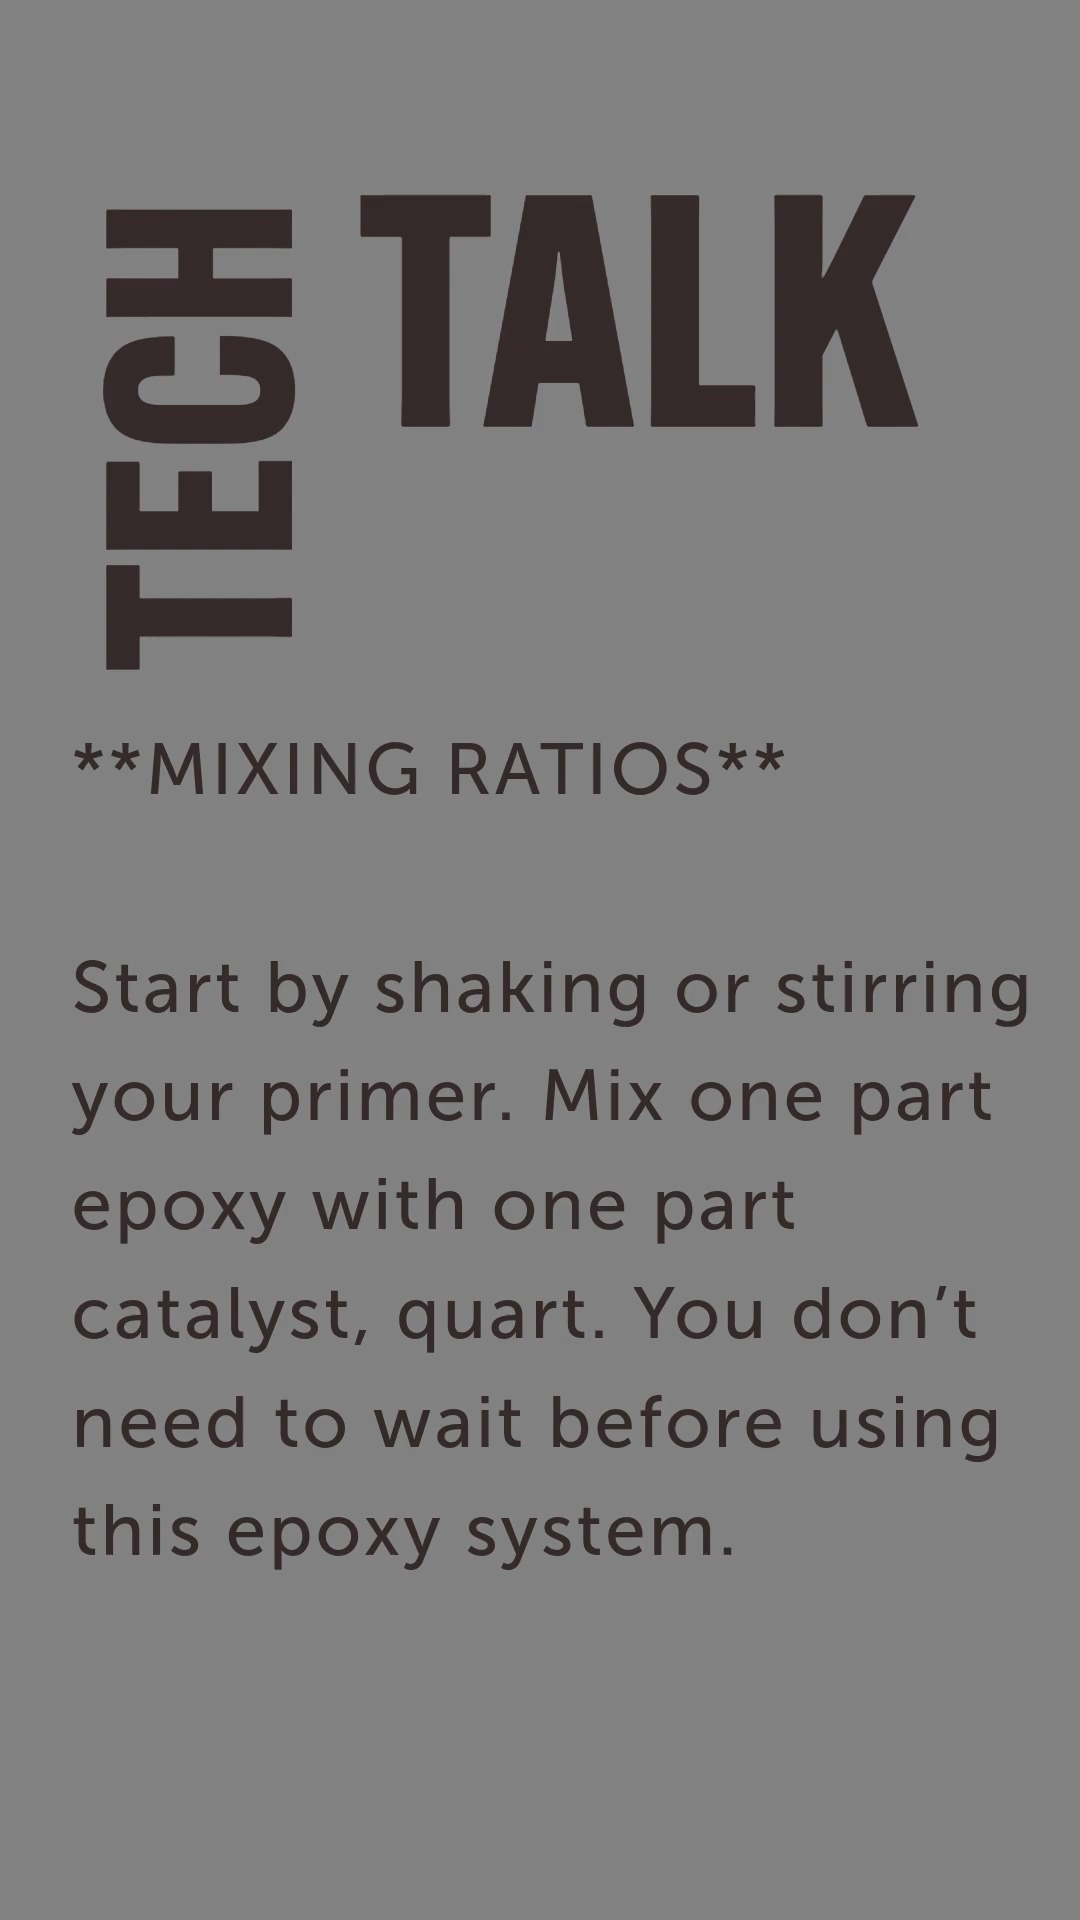 TECH
TALK
**MIXING RATIOS**
Start by shaking or stirring
your primer. Mix one part
epoxy with one part
catalyst, quart. You don’t
need to wait before using
this epoxy system.